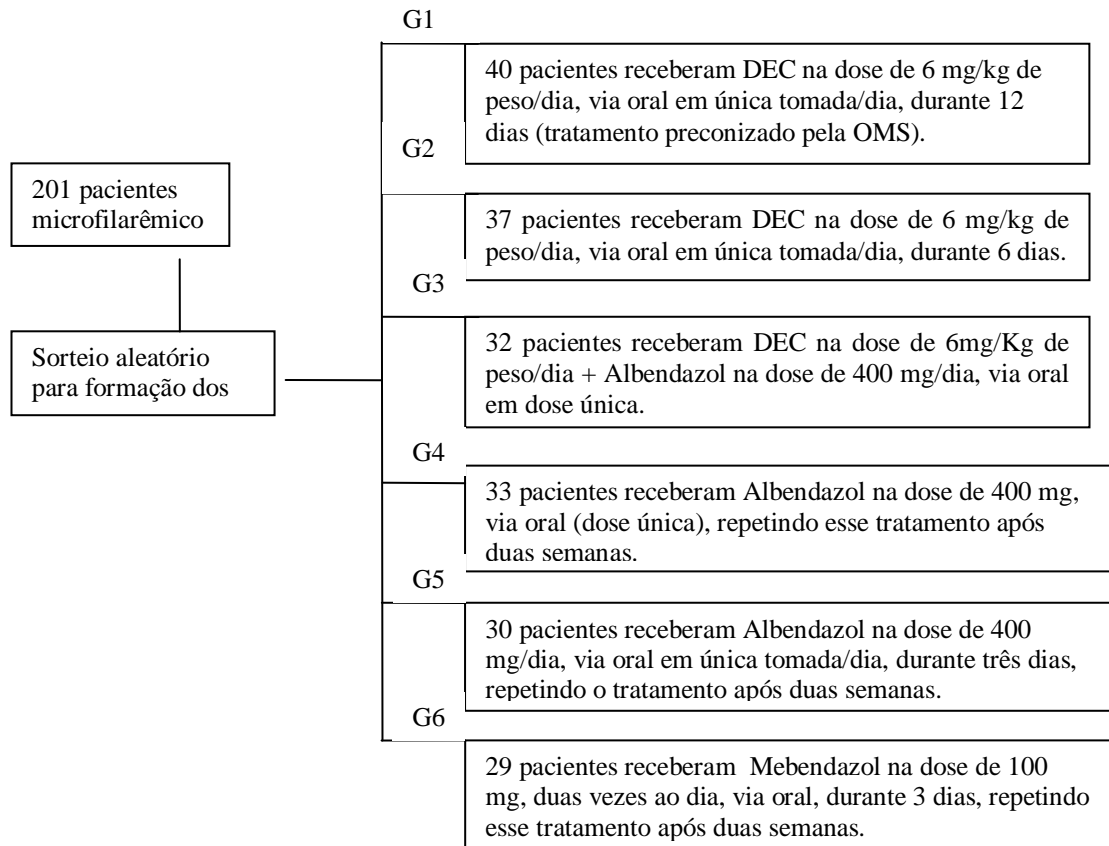 201 pacientes
microfilarêmico
Sorteio aleatório
para formação dos
G1
40 pacientes receberam DEC na dose de 6 mg/kg de
peso/dia, via oral em única tomada/dia, durante 12
dias (tratamento preconizado pela OMS).
G2
37 pacientes receberam DEC na dose de 6 mg/kg de
peso/dia, via oral em única tomada/dia, durante 6 dias.
G3
32 pacientes receberam DEC na dose de 6mg/Kg de
peso/dia + Albendazol na dose de 400 mg/dia, via oral
em dose única.
G4
33 pacientes receberam Albendazol na dose de 400 mg,
via oral (dose única), repetindo esse tratamento após
duas semanas.
G5
30 pacientes receberam Albendazol na dose de 400
mg/dia, via oral em única tomada/dia, durante três dias,
repetindo o tratamento após duas semanas.
G6
29 pacientes receberam Mebendazol na dose de 100
mg, duas vezes ao dia, via oral, durante 3 dias, repetindo
esse tratamento após duas semanas.